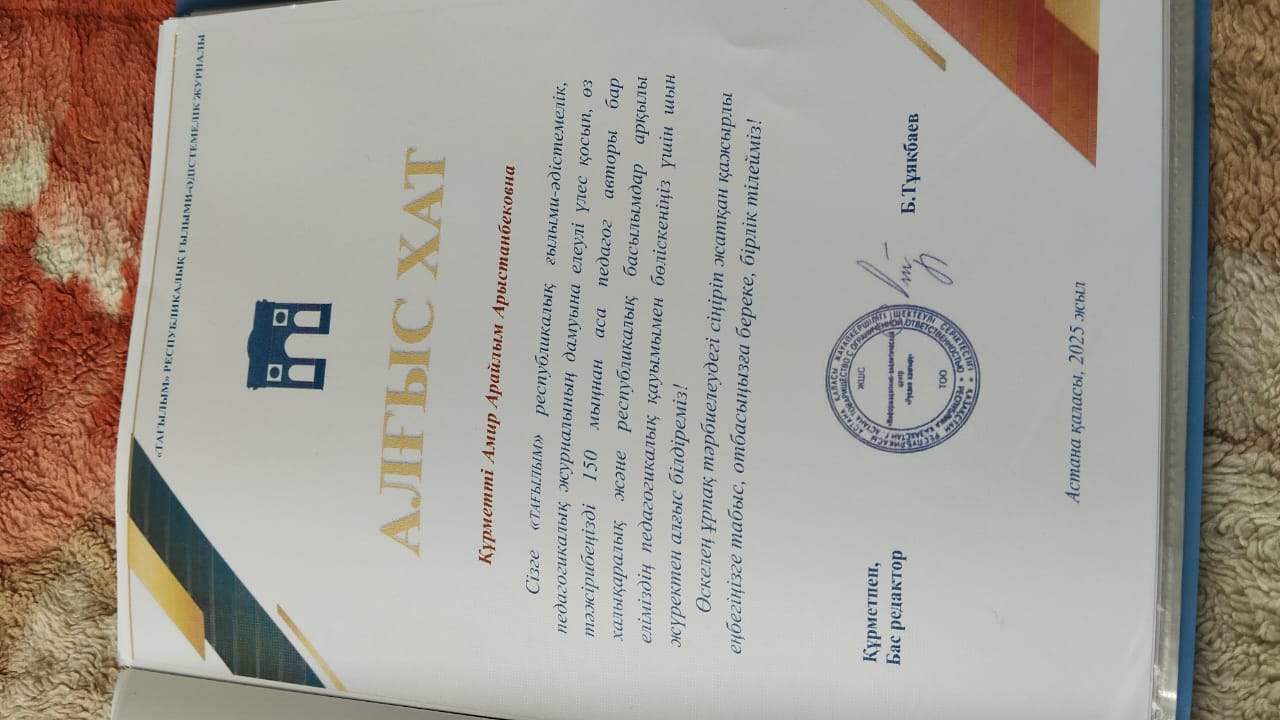 «ТАҒЫЛЫМ» РЕСПУБЛИКАЛЫҚ ҒЫЛЫМИ-ӘДІСТЕМЕЛІК ЖУРНАЛЫ
АЛҒЫС ХАТ
Құрметті Амир Арайлым Арыстанбековна
Сізге «ТАҒЫЛЫМ» республикалық ғылыми-әдістемелік,
педагогикалық журналының дамуына елеулі үлес қосып, өз
тәжірибеңізді 150 мыңнан аса педагог авторы бар
халықаралық және республикалық басылымдар арқылы
еліміздің педагогикалық қауымымен бөліскеніңіз үшін шын
жүректен алғыс білдіреміз!
Өскелең ұрпақ тәрбиелеудегі сіңіріп жатқан қажырлы
еңбегіңізге табыс, отбасыңызға береке, бірлік тілейміз!
Құрметпен,
Бас редактор
Б.Тұякбаев
ЖШС
ТОО
Астана қаласы, 2025 жыл